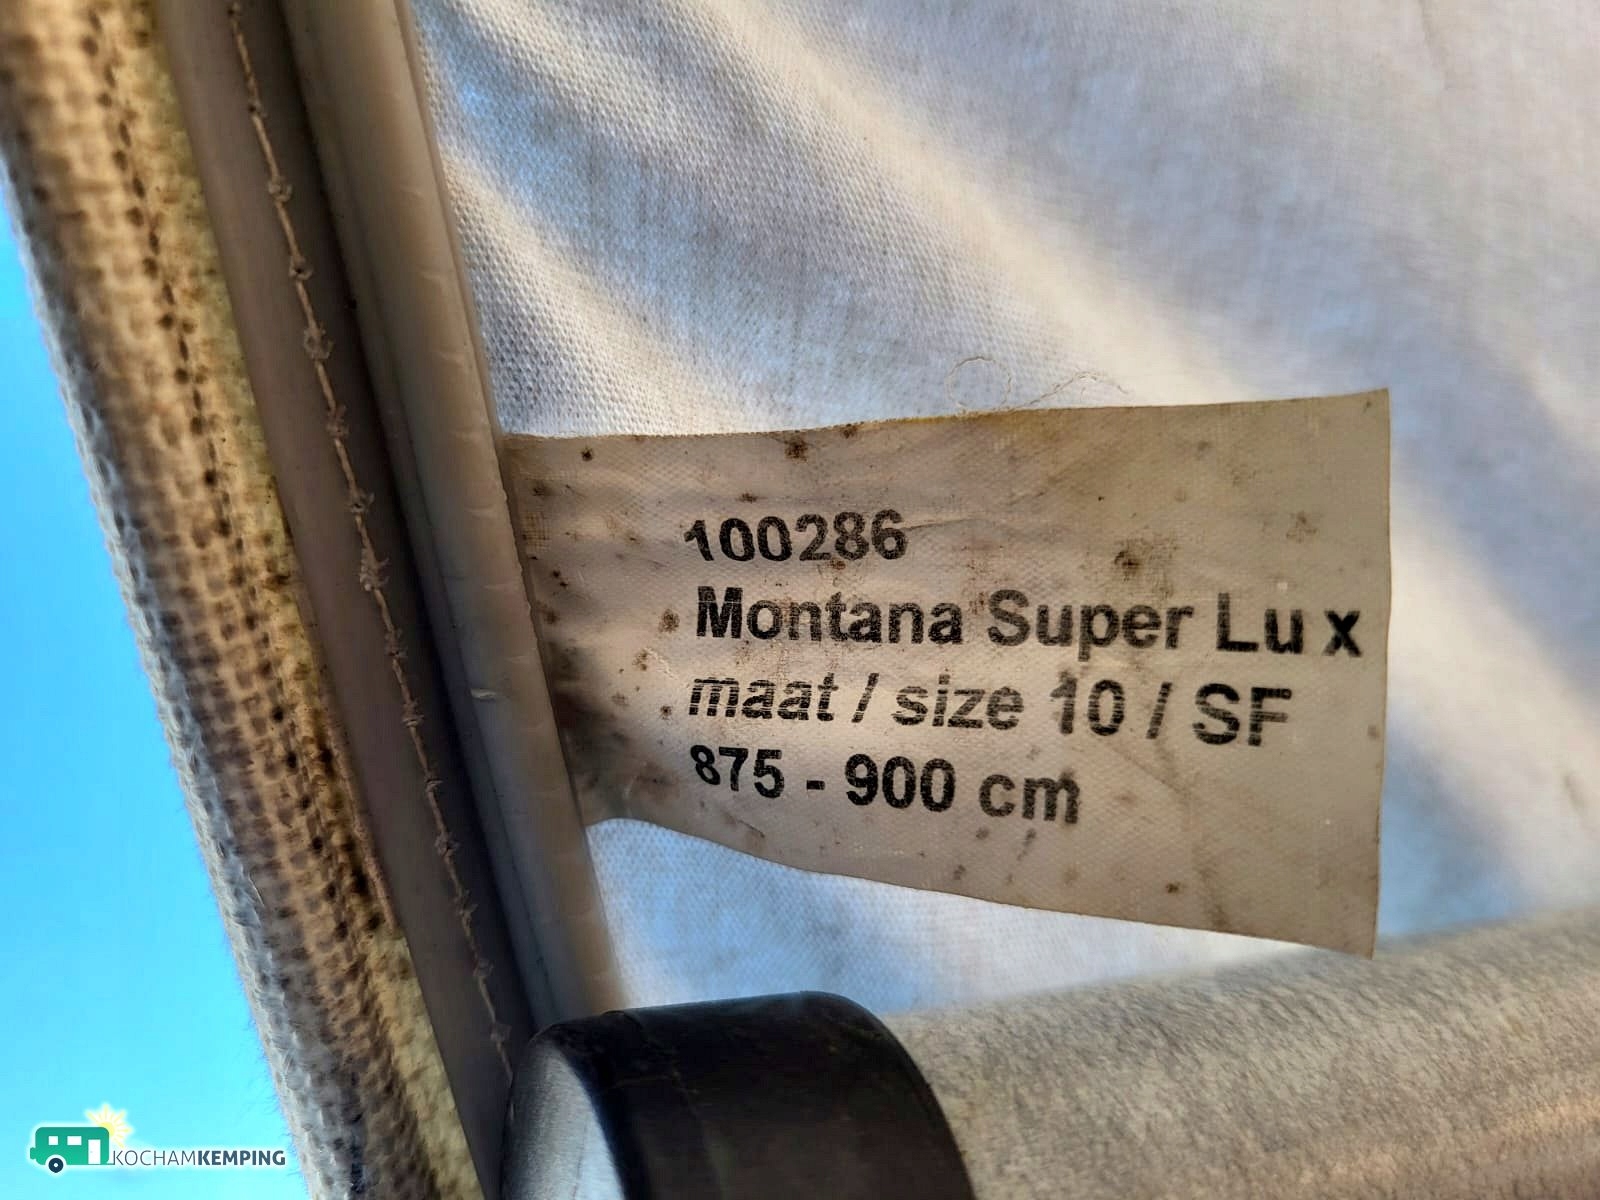 100286
Montana Super Lu x
maat / size 10 / SF
875 - 900 cm
KOCHAMKEMPING